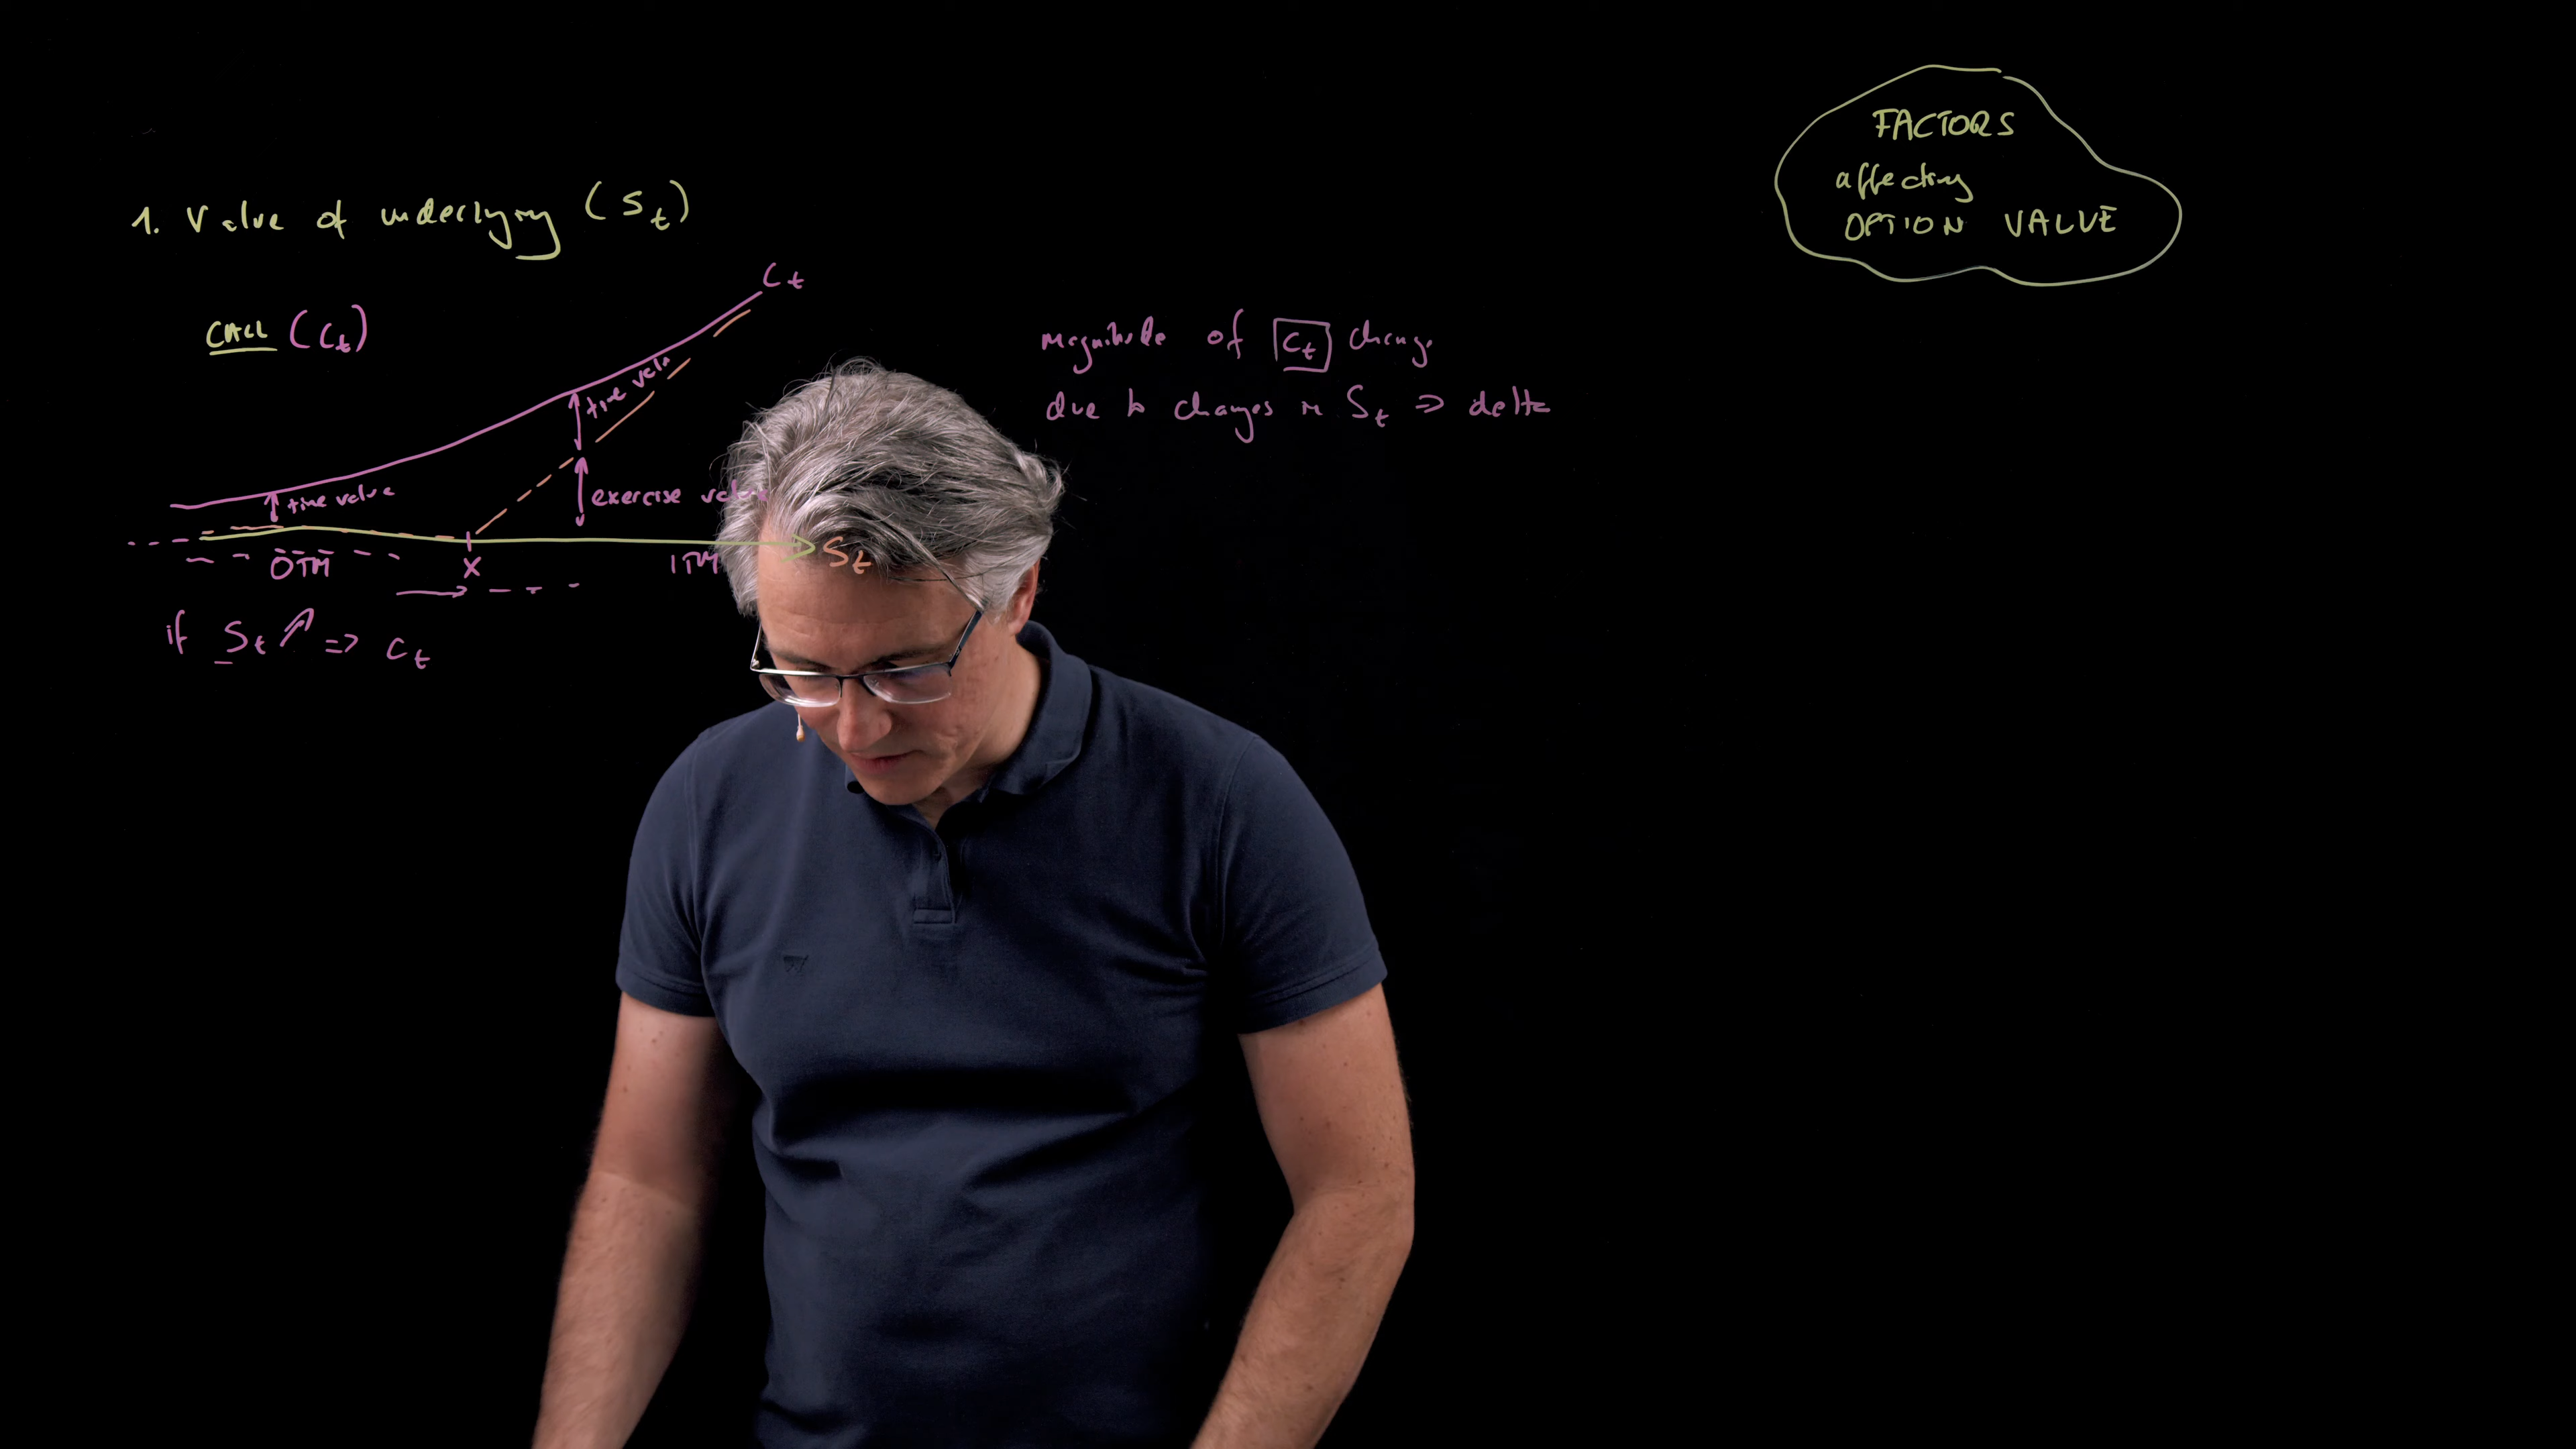 FACTORS
affecting
OPTION VALUE
1. Value of underlying (St)
CALL (Ct)
Ct
time value
exercise value
time value
OTM
X
ITM
St
if St ↗ => Ct
magnitude of Ct change
due to changes in St => delta